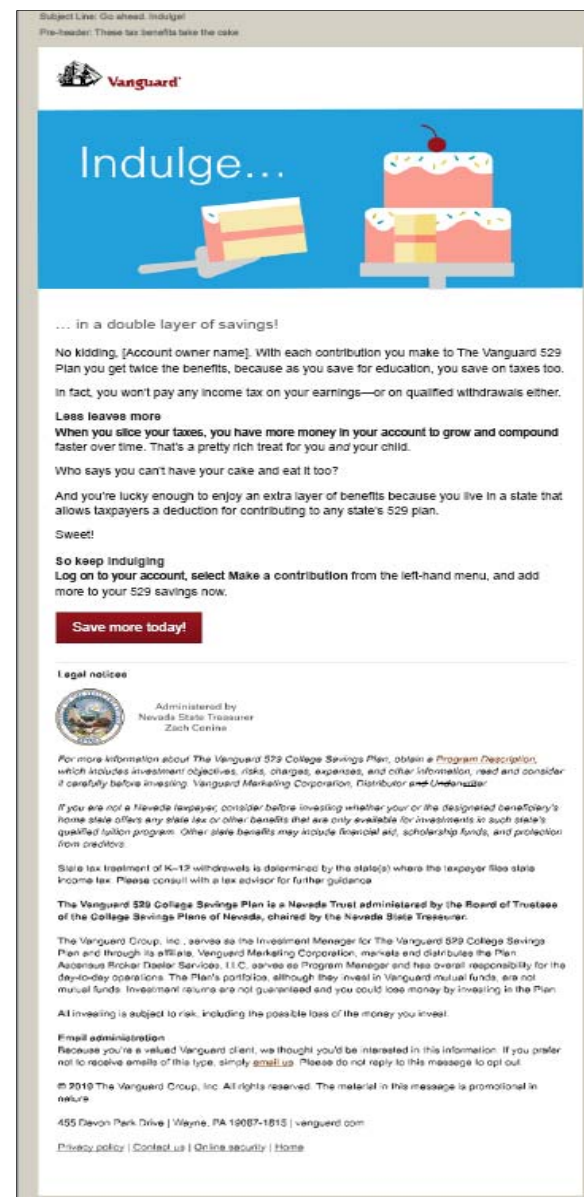 Subject Line: Go ahead. Indulge!
Pre-header: These tax benefits take the cake
Vanguard®
Indulge...
... in a double layer of savings!
No kidding, [Account owner name]. With each contribution you make to The Vanguard 529
Plan you get twice the benefits, because as you save for education, you save on taxes too.
In fact, you won't pay any income tax on your earnings—or on qualified withdrawals either.
Less leaves more
When you slice your taxes, you have more money in your account to grow and compound
faster over time. That's a pretty rich treat for you and your child.
Who says you can't have your cake and eat it too?
And you're lucky enough to enjoy an extra layer of benefits because you live in a state that
allows taxpayers a deduction for contributing to any state's 529 plan.
Sweet!
So keep indulging
Log on to your account, select Make a contribution from the left-hand menu, and add
more to your 529 savings now.
Save more today!
Legal notices
Administered by
Nevada State Treasurer
Zach Conine
For more information about The Vanguard 529 College Savings Plan, obtain a Program Description,
which includes investment objectives, risks, charges, expenses, and other information, read and consider
it carefully before investing. Vanguard Marketing Corporation, Distributor and Underwriter.
If you are not a Nevada taxpayer, consider before investing whether your or the designated beneficiary's
home state offers any state tax or other benefits that are only available for investments in such state's
qualified tuition program. Other state benefits may include financial aid, scholarship funds, and protection
from creditors.
State tax treatment of K–12 withdrawals is determined by the state(s) where the taxpayer files state
income tax. Please consult with a tax advisor for further guidance.
The Vanguard 529 College Savings Plan is a Nevada Trust administered by the Board of Trustees
of the College Savings Plans of Nevada, chaired by the Nevada State Treasurer.
The Vanguard Group, Inc., serves as the Investment Manager for The Vanguard 529 College Savings
Plan and through its affiliate, Vanguard Marketing Corporation, markets and distributes the Plan.
Ascensus Broker Dealer Services, LLC, serves as Program Manager and has overall responsibility for the
day-to-day operations. The Plan's portfolios, although they invest in Vanguard mutual funds, are not
mutual funds. Investment returns are not guaranteed and you could lose money by investing in the Plan.
All investing is subject to risk, including the possible loss of the money you invest.
Email administration
Because you're a valued Vanguard client, we thought you'd be interested in this information. If you prefer
not to receive emails of this type, simply email us. Please do not reply to this message to opt out.
© 2019 The Vanguard Group, Inc. All rights reserved. The material in this message is promotional in
nature.
455 Devon Park Drive | Wayne, PA 19087-1815 | vanguard.com
Privacy policy | Contact us | Online security | Home